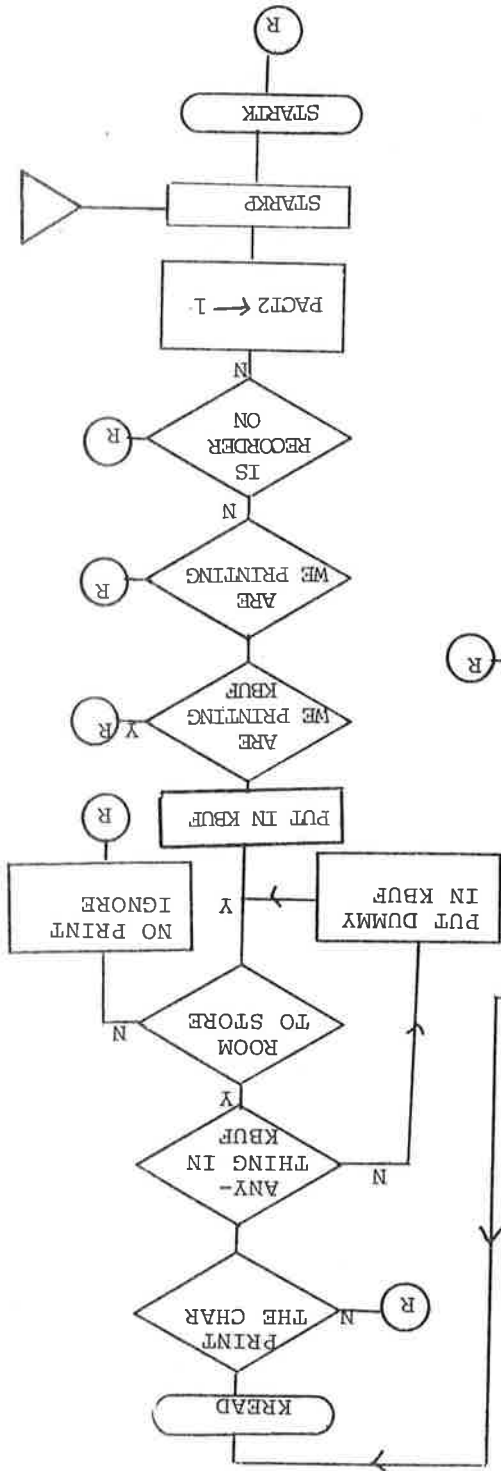 KREAD
PRINT
THE CHAR
N
R
ANY-
THING IN
KBUF
N
Y
ROOM
TO STORE
N
NO PRINT
IGNORE
R
Y
PUT DUMMY
IN KBUF
PUT IN KBUF
ARE
WE PRINTING
KBUF
Y
R
R
ARE
WE PRINTING
R
N
IS
RECORDER
ON
R
N
PACT2 ← 1
STARKP
STARTK
R